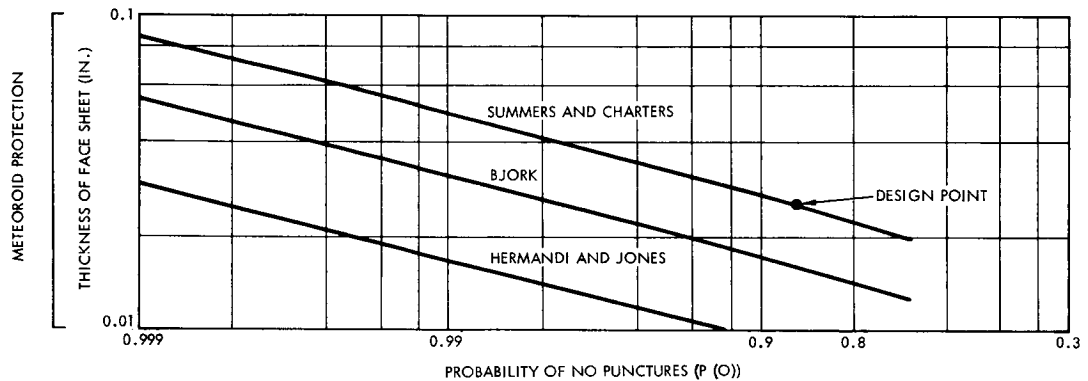 METEOROID PROTECTION
THICKNESS OF FACE SHEET (IN.)
0.1
0.01
SUMMERS AND CHARTERS
BJORK
DESIGN POINT
HERMANDI AND JONES
0.999
0.99
0.9
0.8
0.3
PROBABILITY OF NO PUNCTURES (P (O))